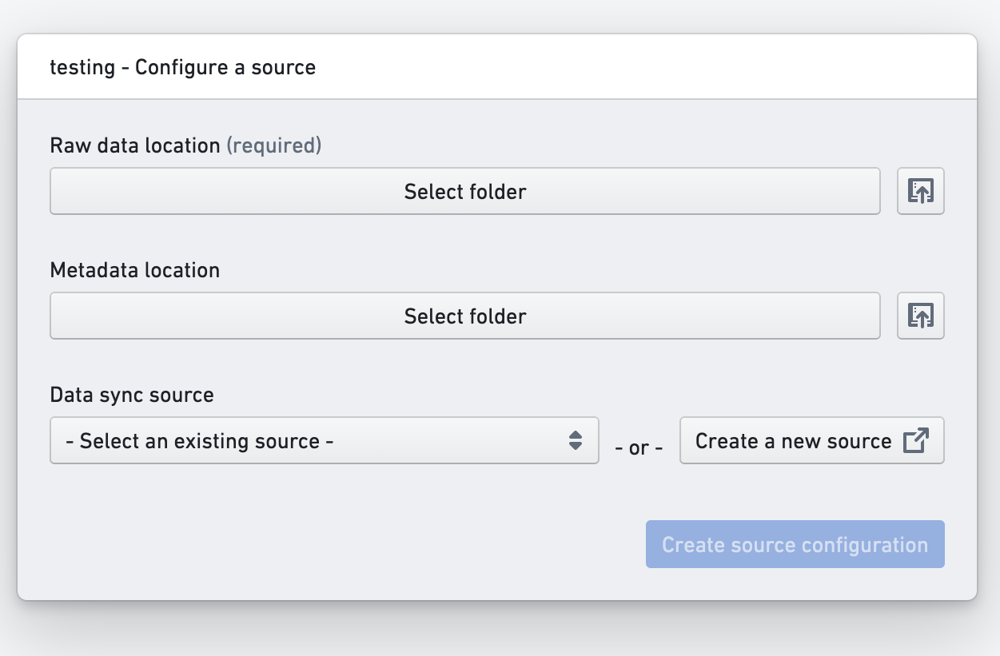 testing - Configure a source
Raw data location (required)
Select folder
Metadata location
Select folder
Data sync source
- Select an existing source - - or - Create a new source
Create source configuration